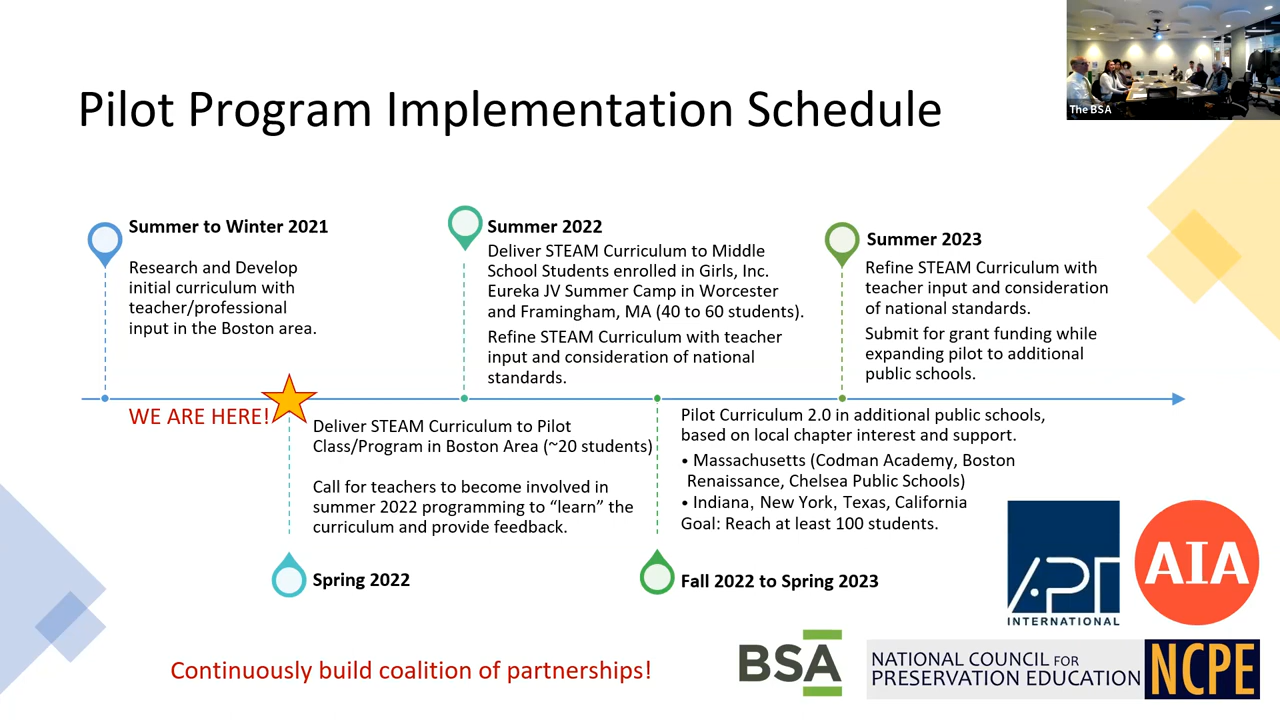 The BSA
Pilot Program Implementation Schedule
Summer to Winter 2021
Research and Develop
initial curriculum with
teacher/professional
input in the Boston area.
Summer 2022
Deliver STEAM Curriculum to Middle
School Students enrolled in Girls, Inc.
Eureka JV Summer Camp in Worcester
and Framingham, MA (40 to 60 students).
Refine STEAM Curriculum with teacher
input and consideration of national
standards.
Summer 2023
Refine STEAM Curriculum with
teacher input and consideration
of national standards.
Submit for grant funding while
expanding pilot to additional
public schools.
WE ARE HERE!
Deliver STEAM Curriculum to Pilot
Class/Program in Boston Area (~20 students)
Call for teachers to become involved in
summer 2022 programming to “learn” the
curriculum and provide feedback.
Spring 2022
Pilot Curriculum 2.0 in additional public schools,
based on local chapter interest and support.
• Massachusetts (Codman Academy, Boston
Renaissance, Chelsea Public Schools)
• Indiana, New York, Texas, California
Goal: Reach at least 100 students.
Fall 2022 to Spring 2023
APT
INTERNATIONAL
AIA
Continuously build coalition of partnerships!
BSA
NATIONAL COUNCIL FOR
PRESERVATION EDUCATION
NCPE